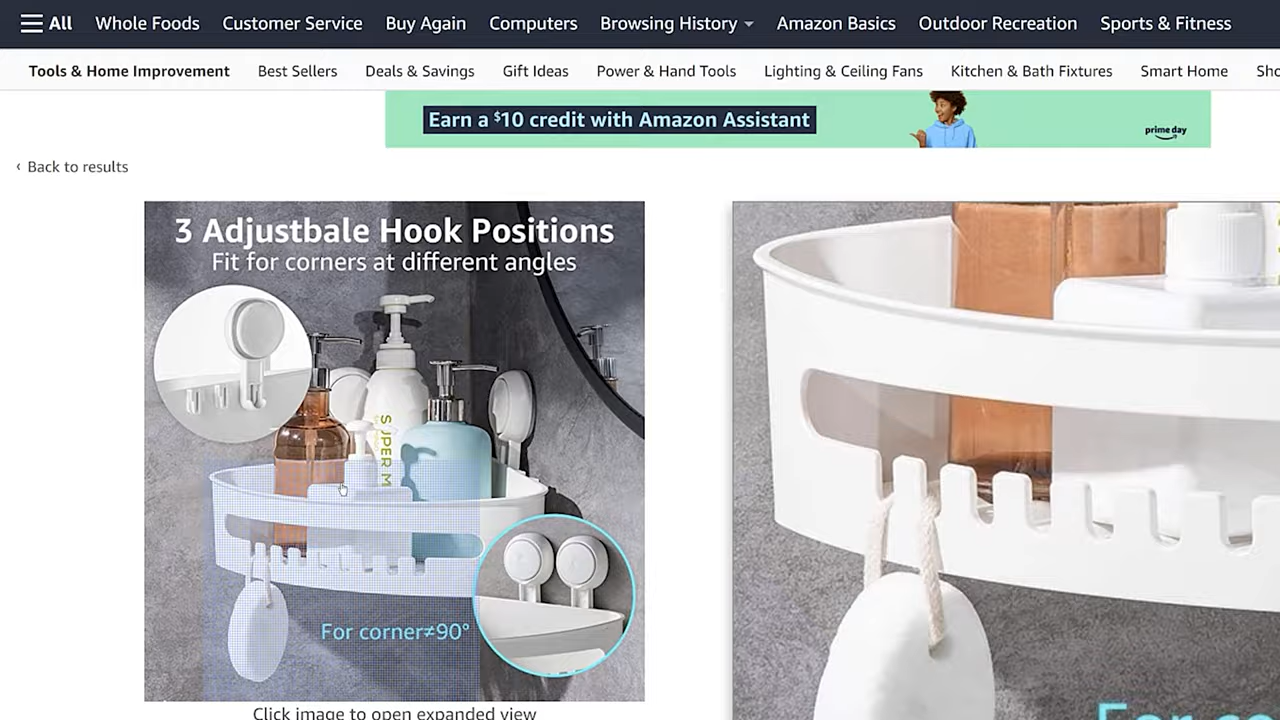 All Whole Foods Customer Service Buy Again Computers Browsing History Amazon Basics Outdoor Recreation Sports & Fitness
Tools & Home Improvement Best Sellers Deals & Savings Gift Ideas Power & Hand Tools Lighting & Ceiling Fans Kitchen & Bath Fixtures Smart Home
Earn a $10 credit with Amazon Assistant
prime day
‹ Back to results
3 Adjustbale Hook Positions
Fit for corners at different angles
SUPER M
For corner≠90°
Click image to open expanded view